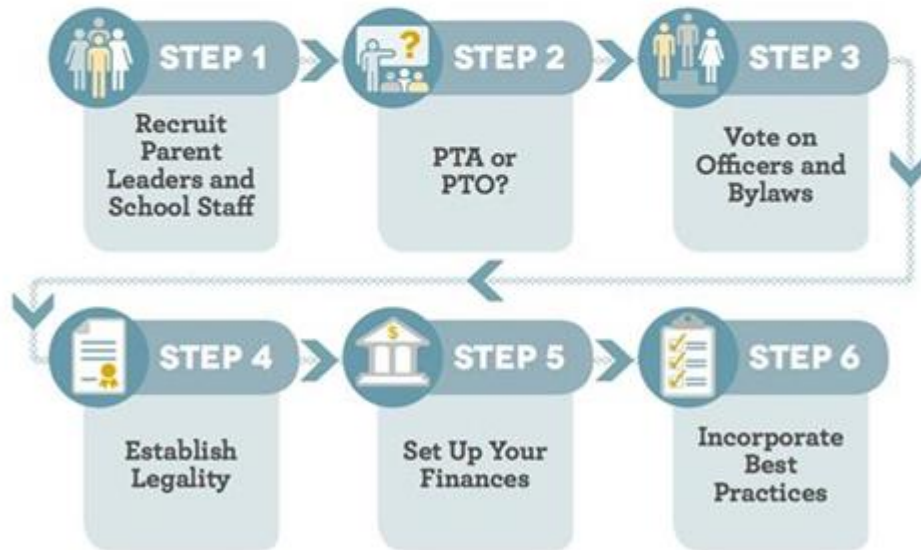 STEP 1
Recruit
Parent
Leaders and
School Staff
STEP 2
?
PTA or
PTO?
STEP 3
Vote on
Officers and
Bylaws
STEP 4
Establish
Legality
STEP 5
$
Set Up Your
Finances
STEP 6
Incorporate
Best
Practices